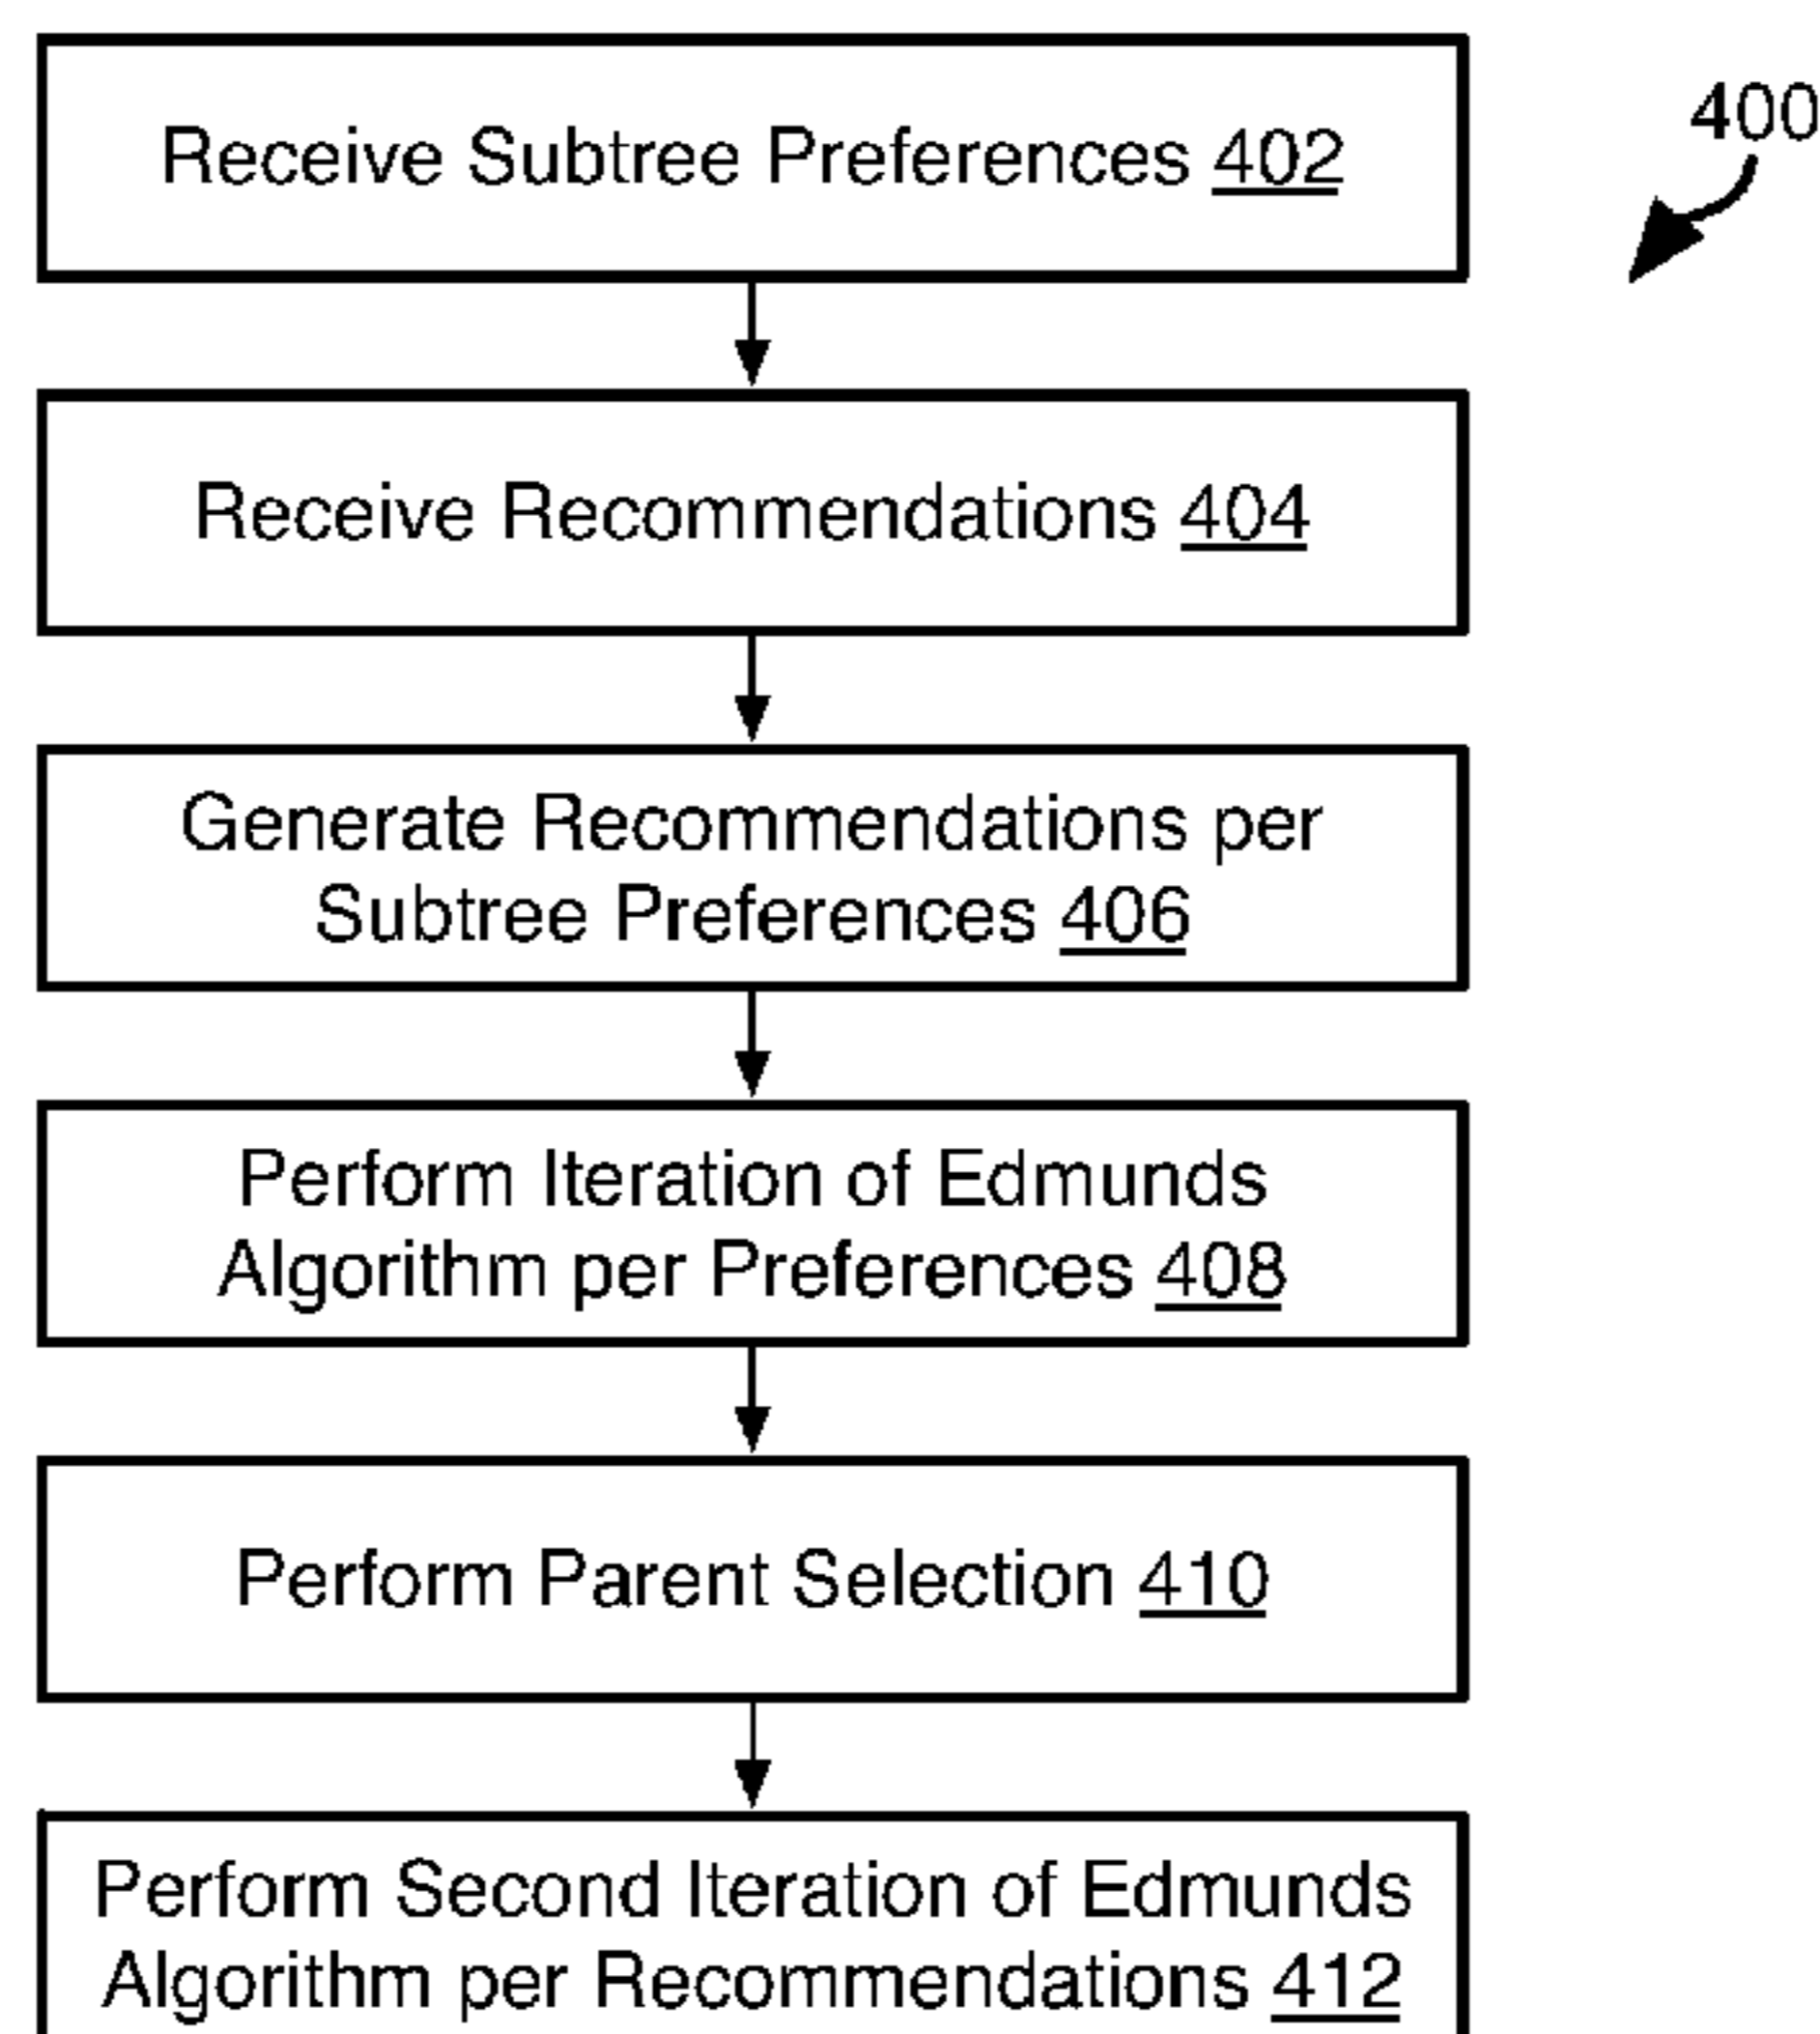 400
Receive Subtree Preferences 402
Receive Recommendations 404
Generate Recommendations per
Subtree Preferences 406
Perform Iteration of Edmunds
Algorithm per Preferences 408
Perform Parent Selection 410
Perform Second Iteration of Edmunds
Algorithm per Recommendations 412